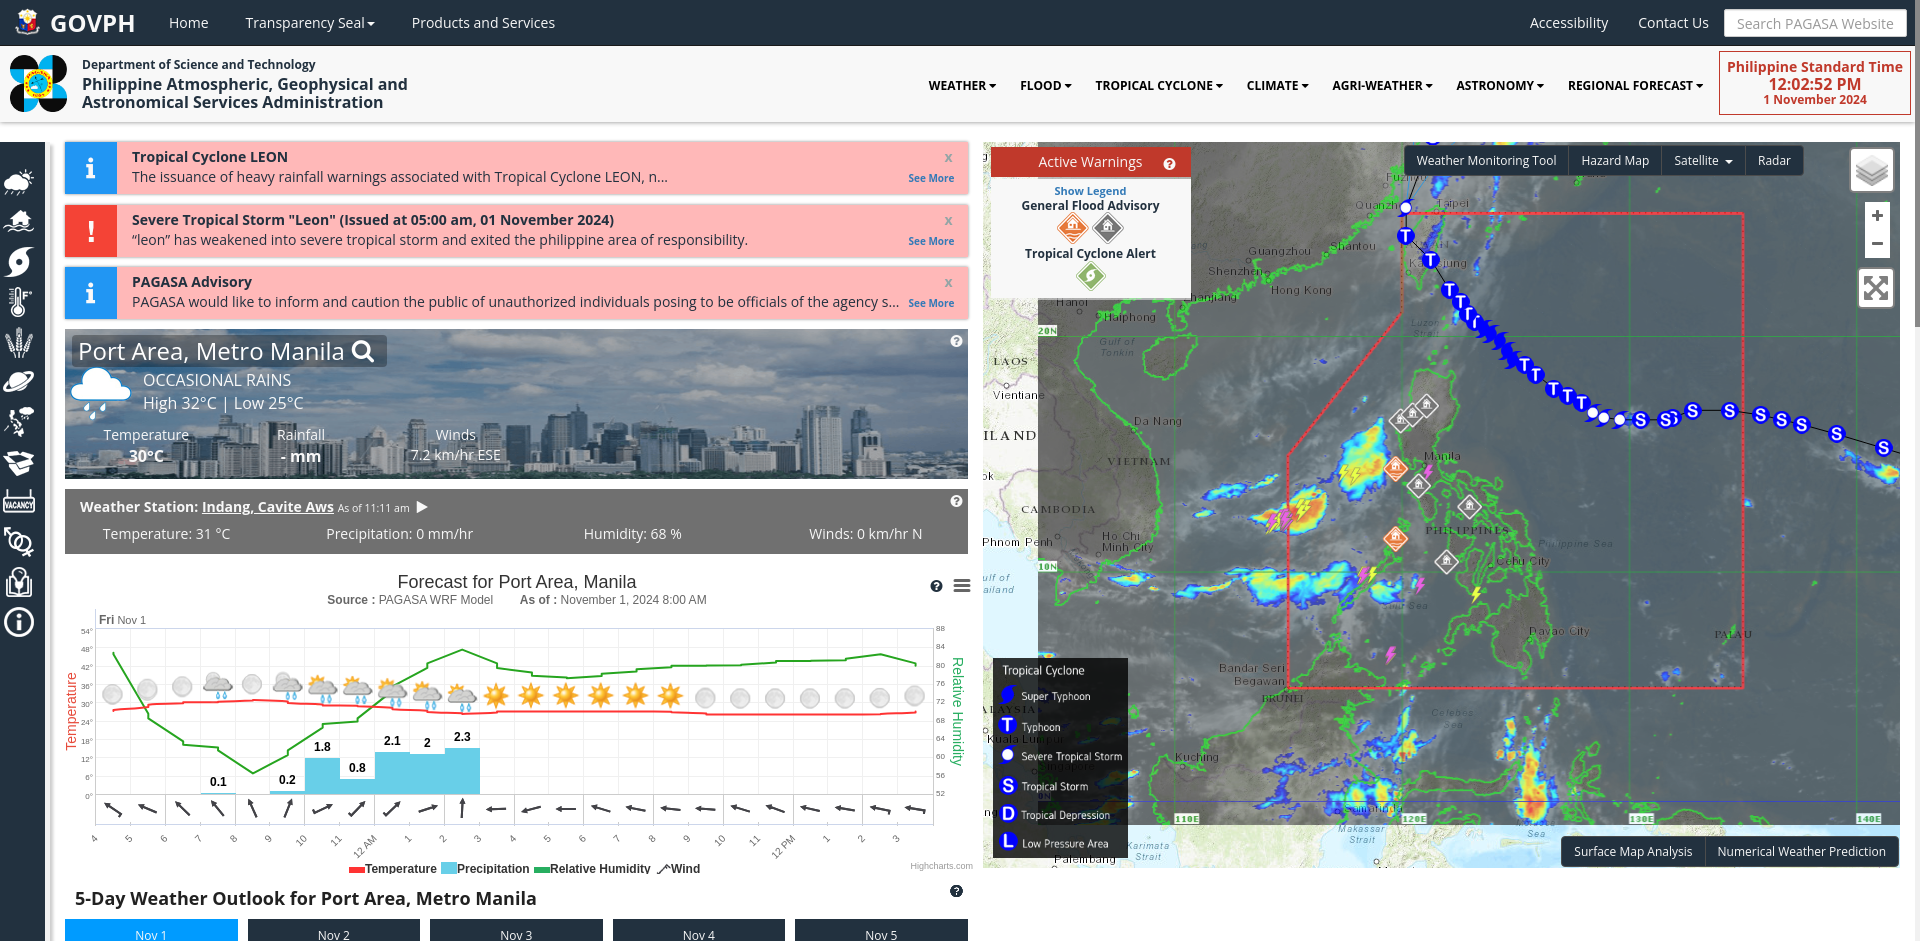 GOVPH
Home
Transparency Seal
Products and Services
Accessibility
Contact Us
Search PAGASA Website
Department of Science and Technology
Philippine Atmospheric, Geophysical and
Astronomical Services Administration
WEATHER
FLOOD
TROPICAL CYCLONE
CLIMATE
AGRI-WEATHER
ASTRONOMY
REGIONAL FORECAST
Philippine Standard Time
12:02:52 PM
1 November 2024
Tropical Cyclone LEON
x
The issuance of heavy rainfall warnings associated with Tropical Cyclone LEON, n...
See More
Severe Tropical Storm "Leon" (Issued at 05:00 am, 01 November 2024)
x
“leon” has weakened into severe tropical storm and exited the philippine area of responsibility.
See More
PAGASA Advisory
x
PAGASA would like to inform and caution the public of unauthorized individuals posing to be officials of the agency s...
See More
Port Area, Metro Manila
OCCASIONAL RAINS
High 32°C | Low 25°C
Temperature
Rainfall
Winds
30°C
- mm
7.2 km/hr ESE
Weather Station: Indang, Cavite Aws As of 11:11 am
Temperature: 31 °C
Precipitation: 0 mm/hr
Humidity: 68 %
Winds: 0 km/hr N
VACANCY
Forecast for Port Area, Manila
Source : PAGASA WRF Model As of : November 1, 2024 8:00 AM
Fri Nov 1
Temperature
54°
48°
42°
36°
30°
24°
18°
12°
6°
0°
0.1
0.2
1.8
0.8
2.1
2
2.3
88
84
80
76
72
68
64
60
56
52
Relative Humidity
4 5 6 7 8 9 10 11 12 AM 1 2 3 4 5 6 7 8 9 10 11 12 PM 1 2 3
Temperature Precipitation Relative Humidity Wind
Highcharts.com
5-Day Weather Outlook for Port Area, Metro Manila
Nov 1
Nov 2
Nov 3
Nov 4
Nov 5
Active Warnings
Show Legend
General Flood Advisory
Tropical Cyclone Alert
Weather Monitoring Tool
Hazard Map
Satellite
Radar
+
−
Taipei
Quanzh
Guangzhou
Shantou
Shenzhen
Hong Kong
Zhanjiang
Hanoi
Haiphong
20N
Luzon
Strait
Gulf of
Tonkin
LAOS
Vientiane
Da Nang
ILAND
VIETNAM
Manila
CAMBODIA
Phnom Penh
Ho Chi
Minh City
PHILIPPINES
Philippine Sea
10N
Cebu City
ulf of
ailand
Sulu Sea
Davao City
PALAU
Bandar Seri
Begawan
BRUNEI
Celebes
Sea
Kuala Lumpur
Kuching
Tropical Cyclone
Super Typhoon
T Typhoon
Severe Tropical Storm
S Tropical Storm
D Tropical Depression
L Low Pressure Area
110E
120E
130E
140E
Samarinda
Makassar
Strait
Karimata
Strait
Palembang
Sea
Surface Map Analysis
Numerical Weather Prediction